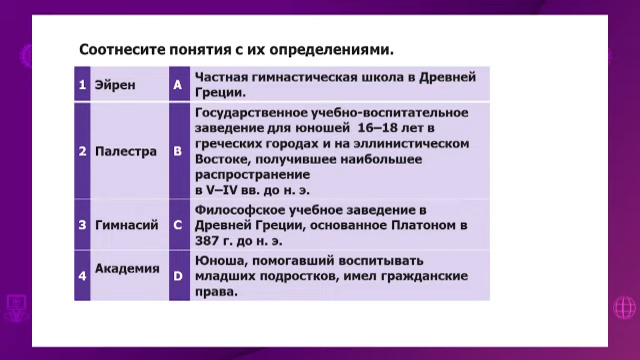 Соотнесите понятия с их определениями.
1 Эйрен A Частная гимнастическая школа в Древней
Греции.
2 Палестра B Государственное учебно-воспитательное
заведение для юношей 16–18 лет в
греческих городах и на эллинистическом
Востоке, получившее наибольшее
распространение
в V–IV вв. до н. э.
3 Гимнасий C Философское учебное заведение в
Древней Греции, основанное Платоном в
387 г. до н. э.
4 Академия D Юноша, помогавший воспитывать
младших подростков, имел гражданские
права.